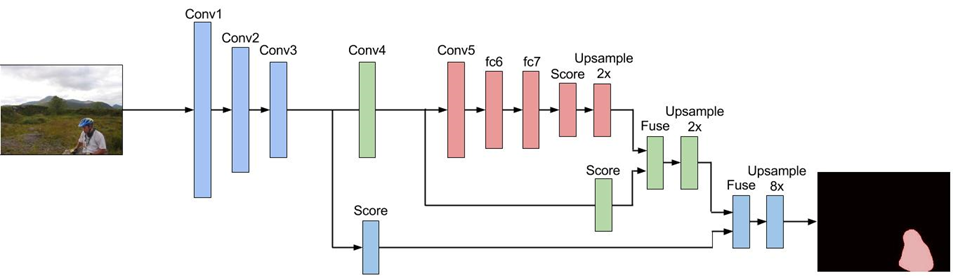 Conv1
Conv2
Conv3
Conv4
Conv5
fc6
fc7
Score
Upsample
2x
Fuse
Upsample
2x
Score
Fuse
Upsample
8x
Score